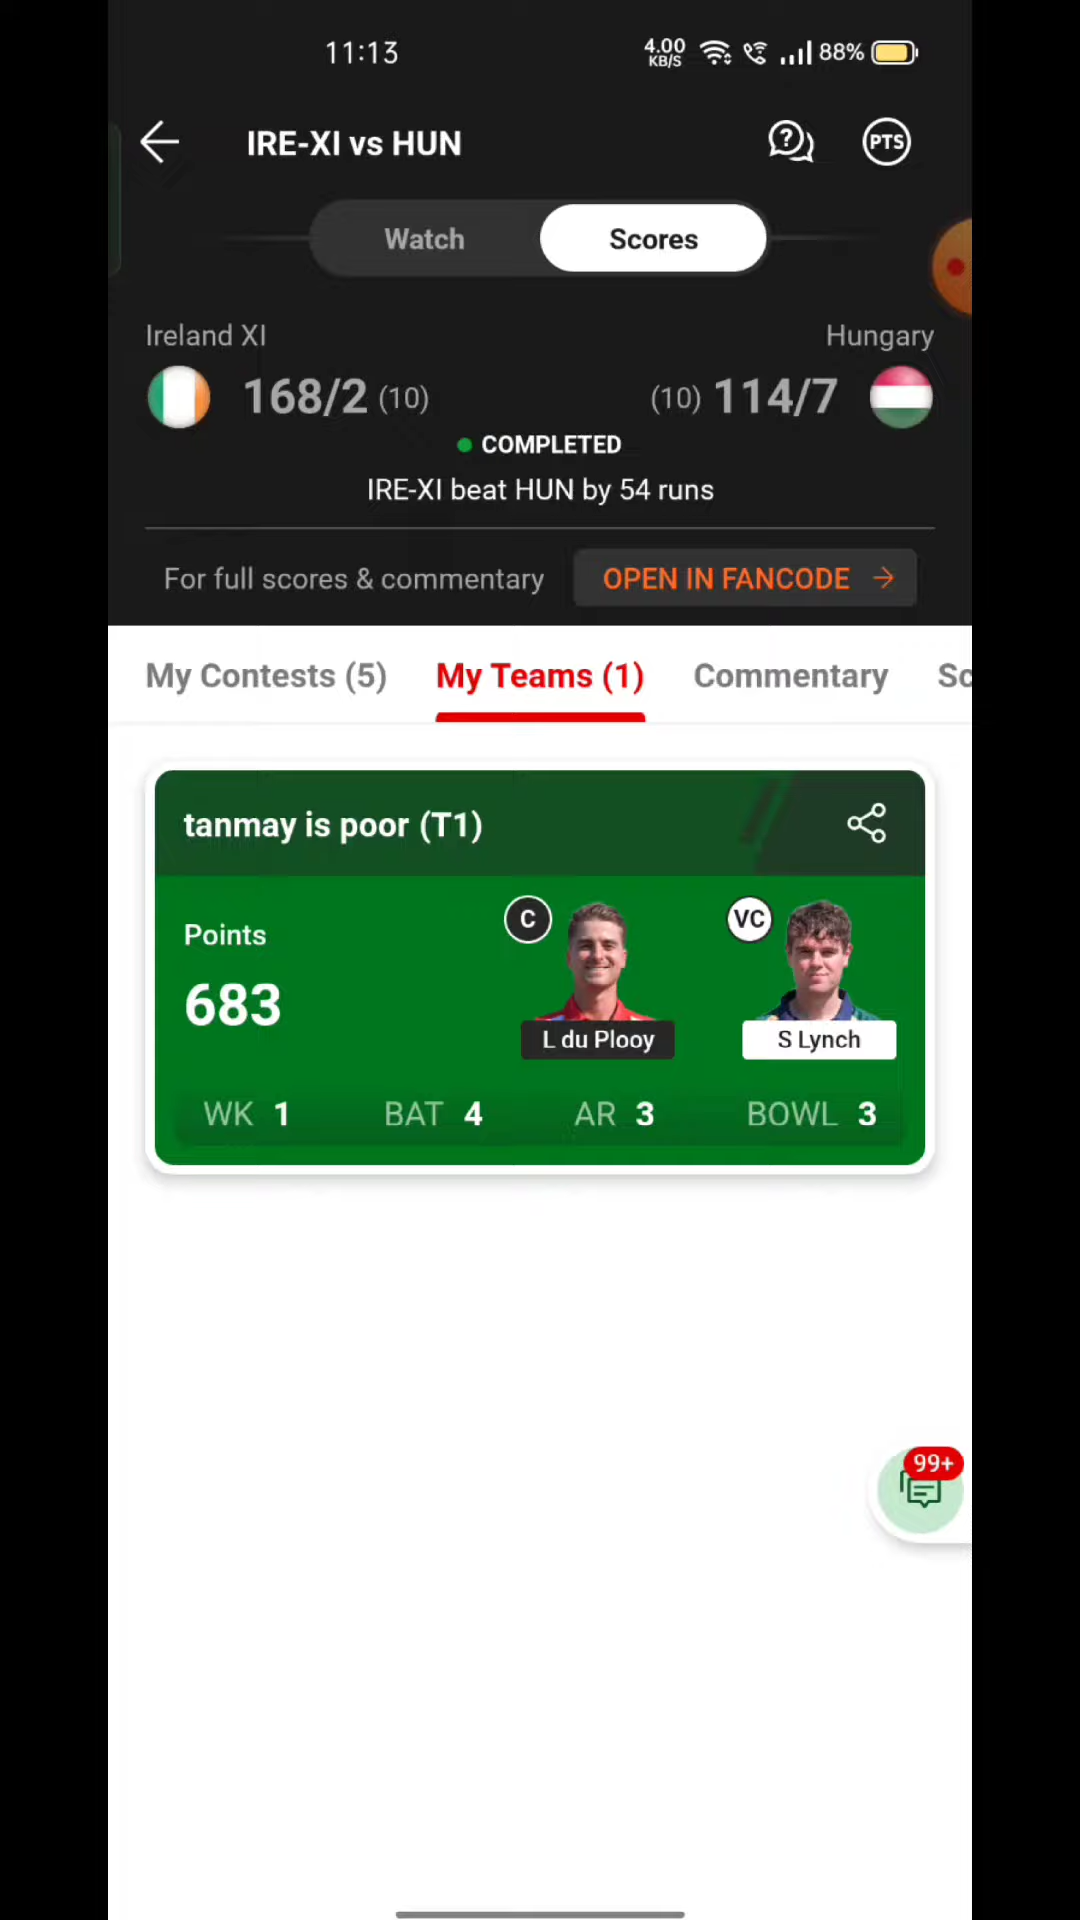 11:13 4.00 KB/S 88%
IRE-XI vs HUN PTS
Watch Scores
Ireland XI Hungary
168/2 (10) (10) 114/7
COMPLETED
IRE-XI beat HUN by 54 runs
For full scores & commentary OPEN IN FANCODE
My Contests (5) My Teams (1) Commentary Sc
tanmay is poor (T1)
C VC
Points
683
L du Plooy S Lynch
WK 1 BAT 4 AR 3 BOWL 3
99+